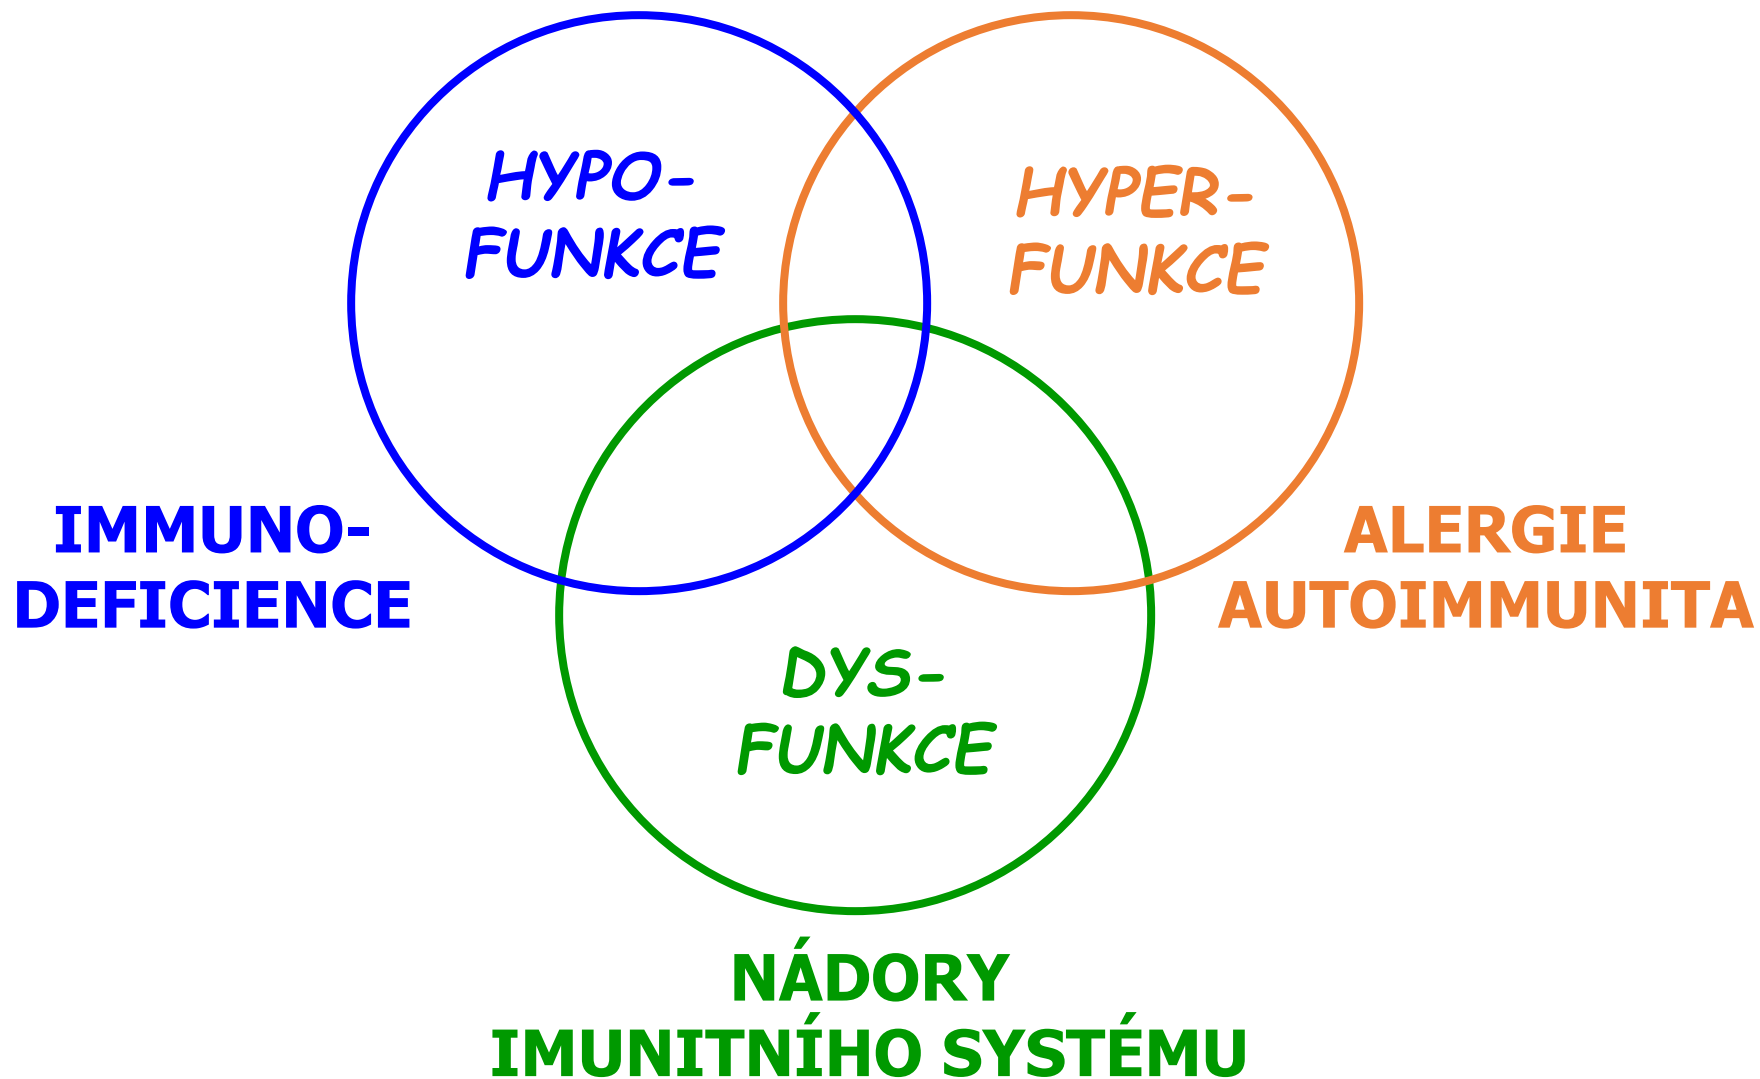 HYPO-
FUNKCE
HYPER-
FUNKCE
IMMUNO-
DEFICIENCE
ALERGIE
AUTOIMMUNITA
DYS-
FUNKCE
NÁDORY
IMUNITNÍHO SYSTÉMU